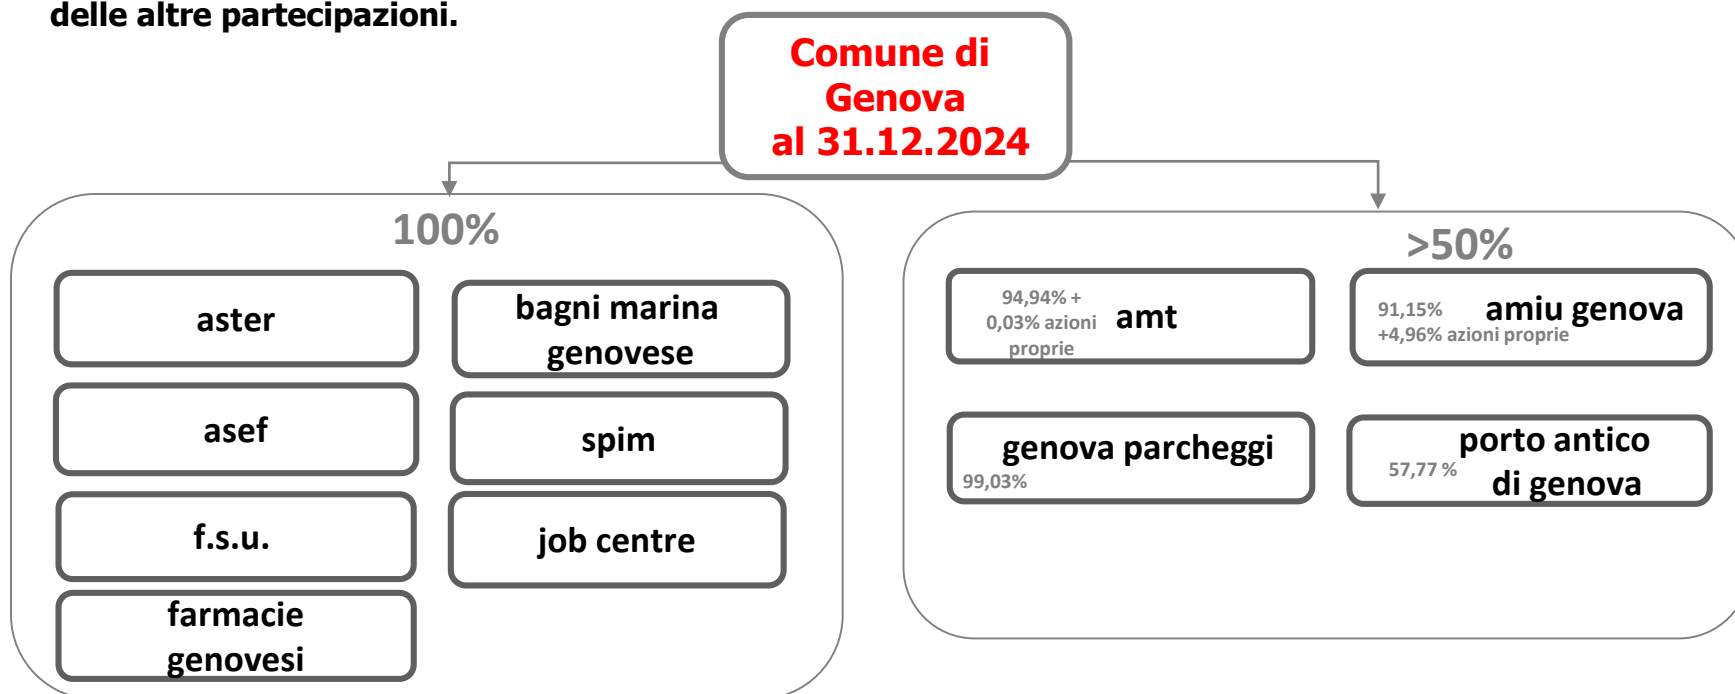 delle altre partecipazioni.
Comune di
Genova
al 31.12.2024
100%
aster
bagni marina
genovese
asef
spim
f.s.u.
job centre
farmacie
genovesi
>50%
94,94% +
0,03% azioni
proprie
amt
91,15%
+4,96% azioni proprie
amiu genova
genova parcheggi
99,03%
porto antico
di genova
57,77 %